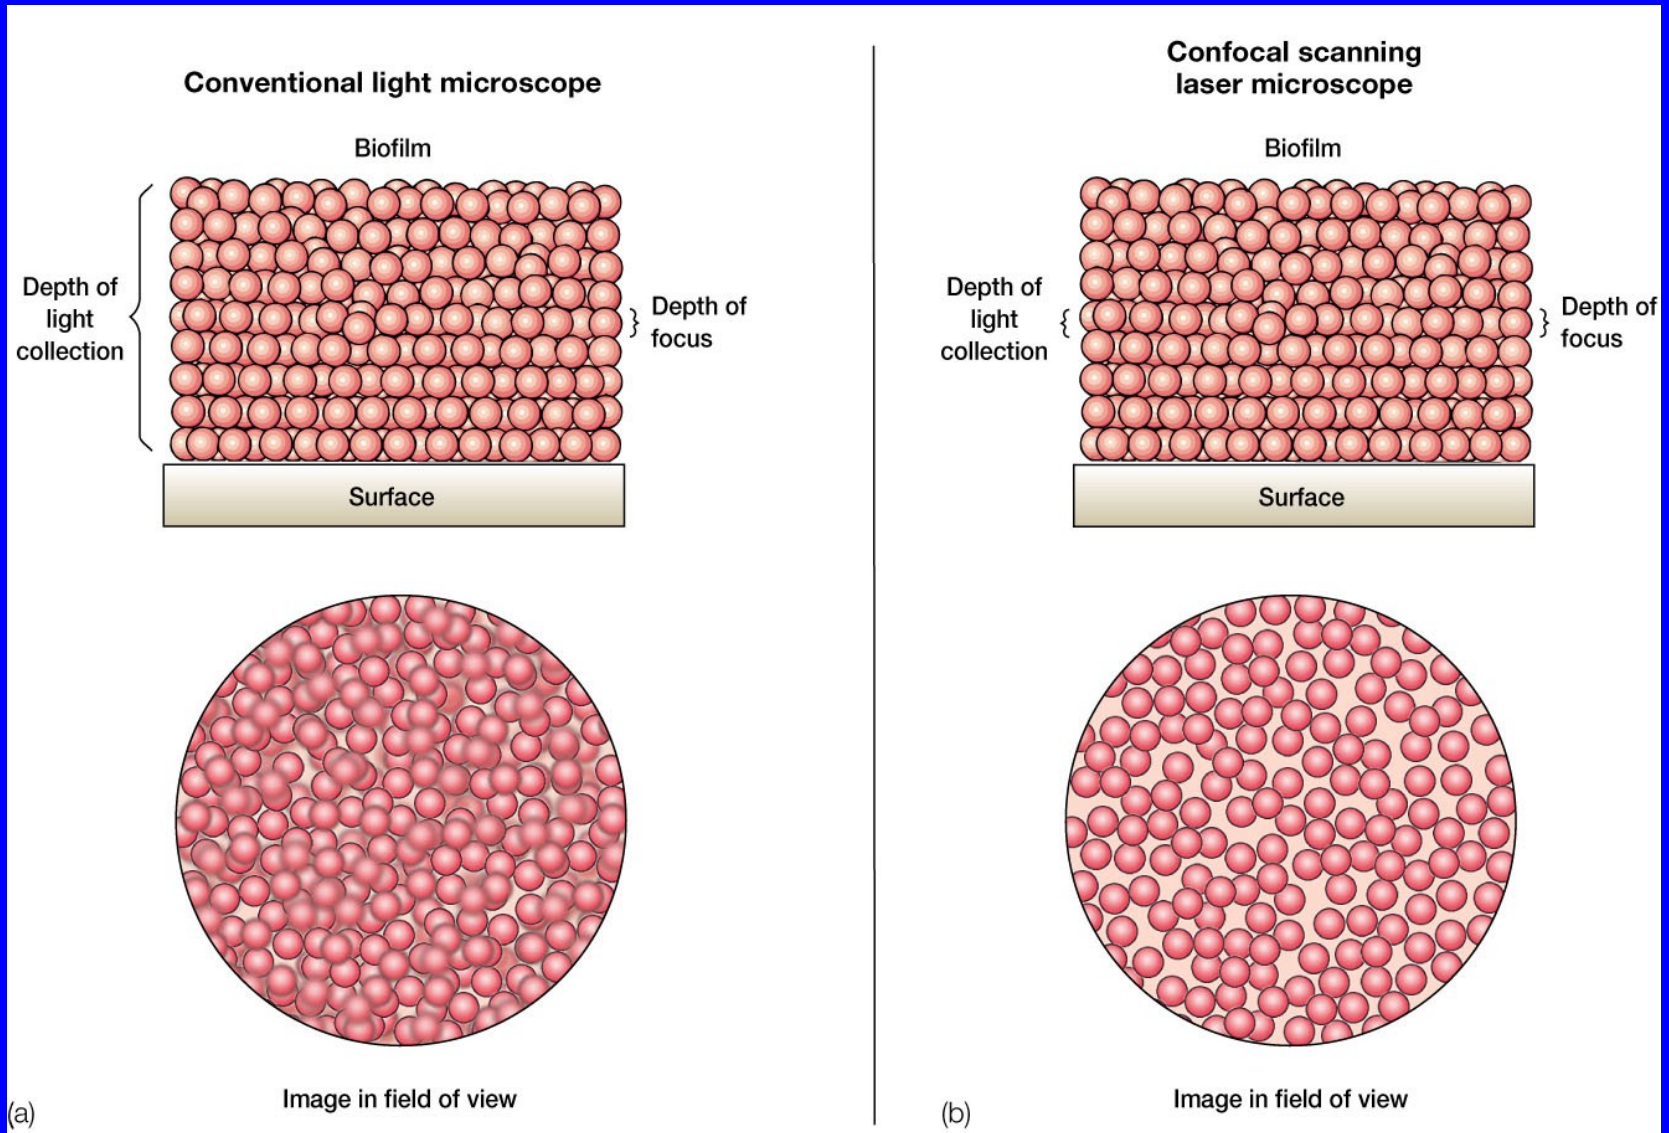 Conventional light microscope
Biofilm
Depth of
light
collection
Depth of
focus
Surface
Image in field of view
(a)
Confocal scanning
laser microscope
Biofilm
Depth of
light
collection
Depth of
focus
Surface
Image in field of view
(b)